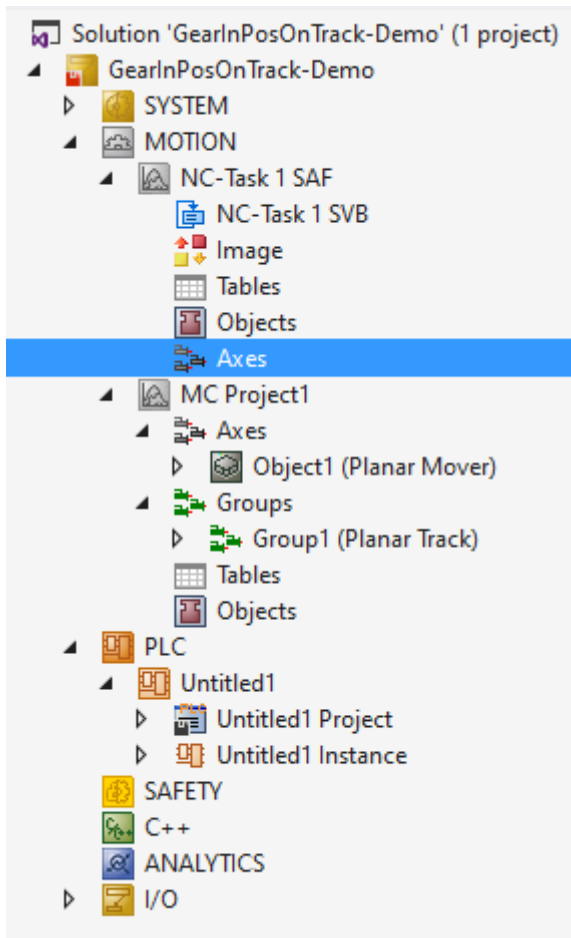 Solution 'GearInPosOnTrack-Demo' (1 project)
GearInPosOnTrack-Demo
SYSTEM
MOTION
NC-Task 1 SAF
NC-Task 1 SVB
Image
Tables
Objects
Axes
MC Project1
Axes
Object1 (Planar Mover)
Groups
Group1 (Planar Track)
Tables
Objects
PLC
Untitled1
Untitled1 Project
Untitled1 Instance
SAFETY
C++
ANALYTICS
I/O